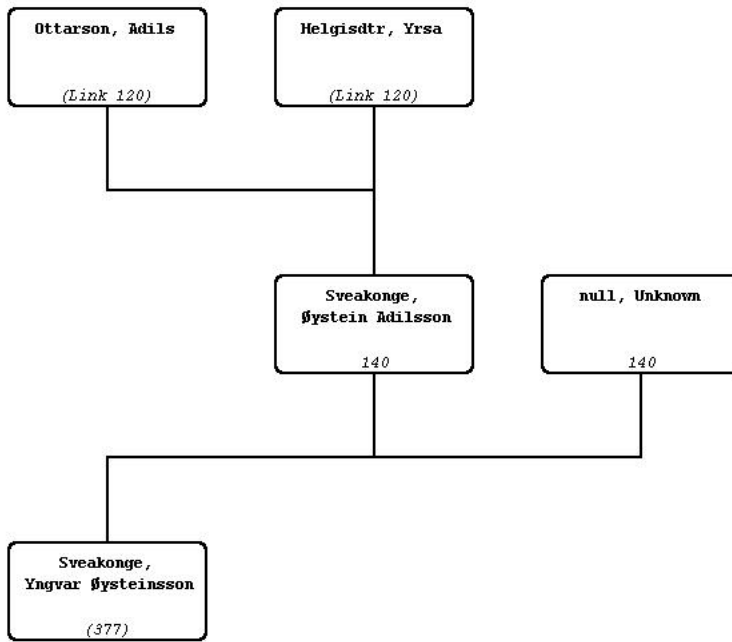 Ottarson, Adils
(Link 120)
Helgisdtr, Yrsa
(Link 120)
Sveakonge,
Øystein Adilsson
140
null, Unknown
140
Sveakonge,
Yngvar Øysteinsson
(377)